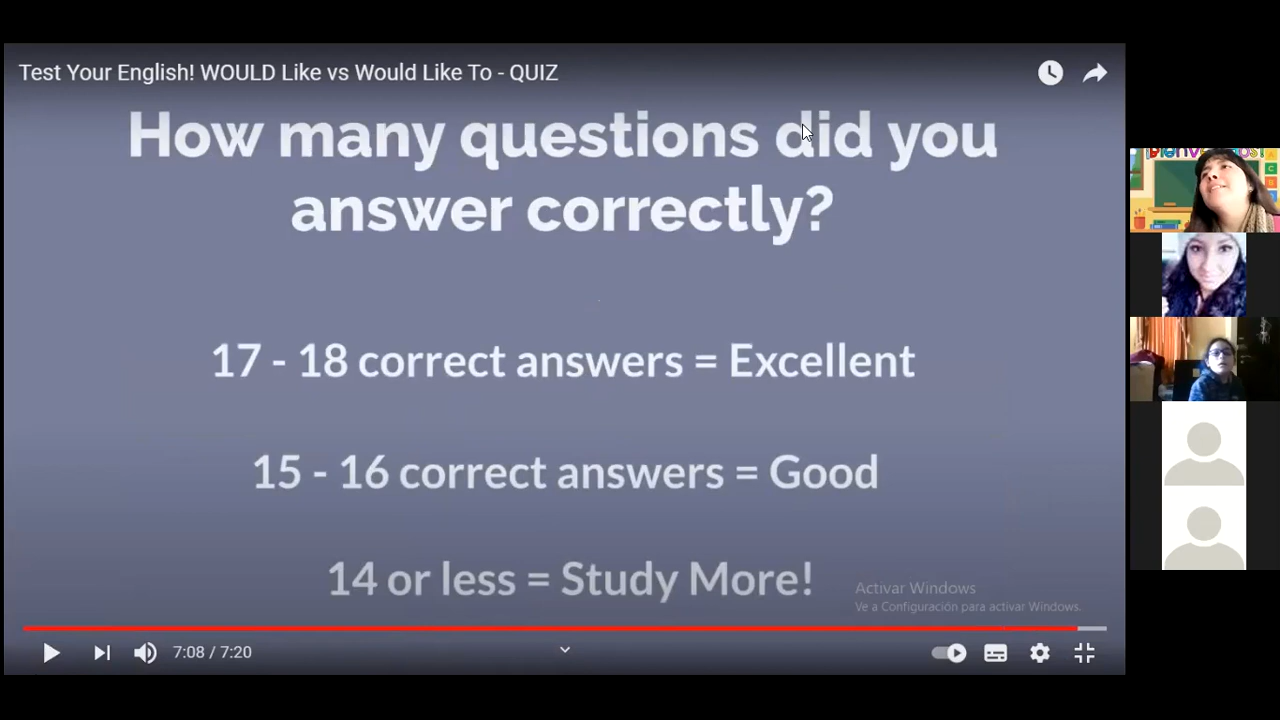 Test Your English! WOULD Like vs Would Like To - QUIZ
How many questions did you
answer correctly?
17 - 18 correct answers = Excellent
15 - 16 correct answers = Good
14 or less = Study More!
Activar Windows
Ve a Configuración para activar Windows.
7:08 / 7:20